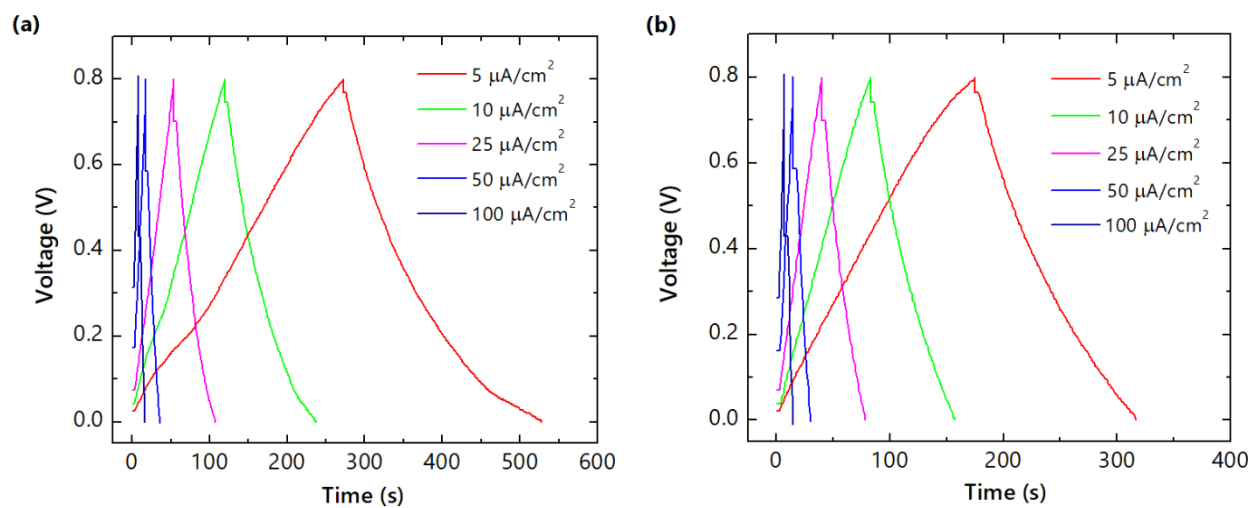 (a)
0.8
0.6
0.4
0.2
0.0
Voltage (V)
5 μA/cm²
10 μA/cm²
25 μA/cm²
50 μA/cm²
100 μA/cm²
0 100 200 300 400 500 600
Time (s)
(b)
0.8
0.6
0.4
0.2
0.0
Voltage (V)
5 μA/cm²
10 μA/cm²
25 μA/cm²
50 μA/cm²
100 μA/cm²
0 100 200 300 400
Time (s)